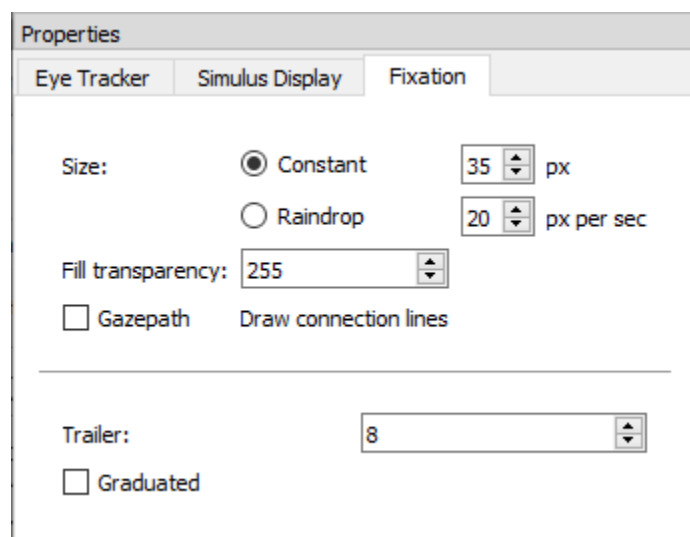 Properties
Eye Tracker Simulus Display Fixation
Size: Constant 35 px
Raindrop 20 px per sec
Fill transparency: 255
Gazepath Draw connection lines
Trailer: 8
Graduated